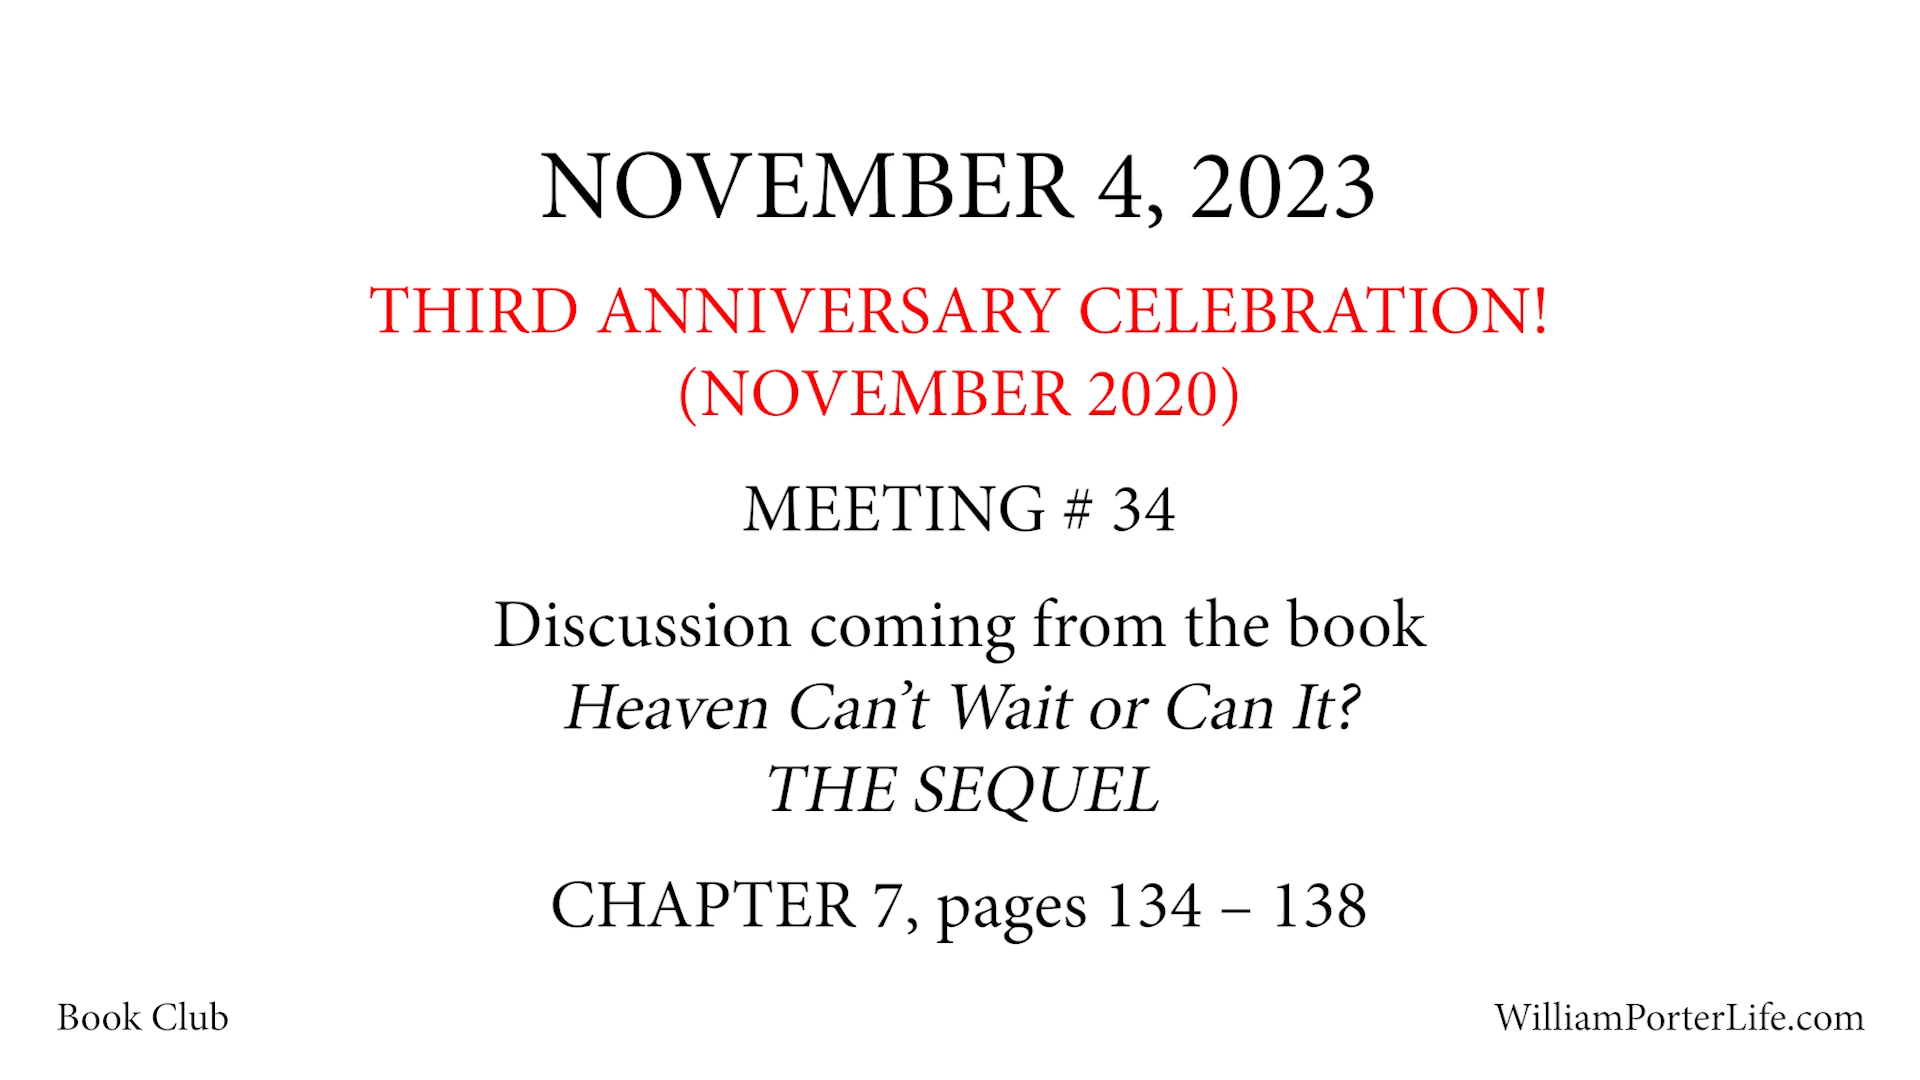 NOVEMBER 4, 2023
THIRD ANNIVERSARY CELEBRATION!
(NOVEMBER 2020)
MEETING # 34
Discussion coming from the book
Heaven Can’t Wait or Can It?
THE SEQUEL
CHAPTER 7, pages 134 – 138
Book Club
WilliamPorterLife.com